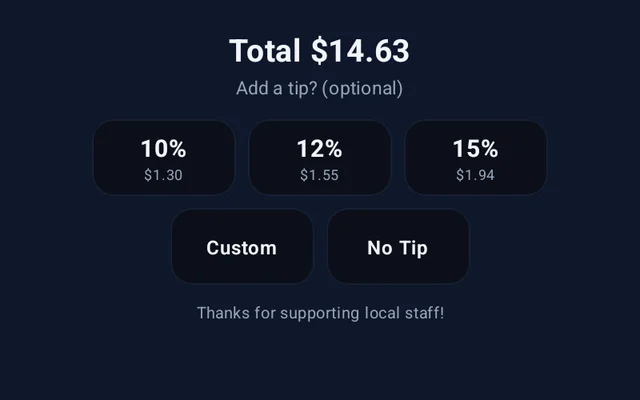 Total $14.63
Add a tip? (optional)
10%
$1.30
12%
$1.55
15%
$1.94
Custom
No Tip
Thanks for supporting local staff!